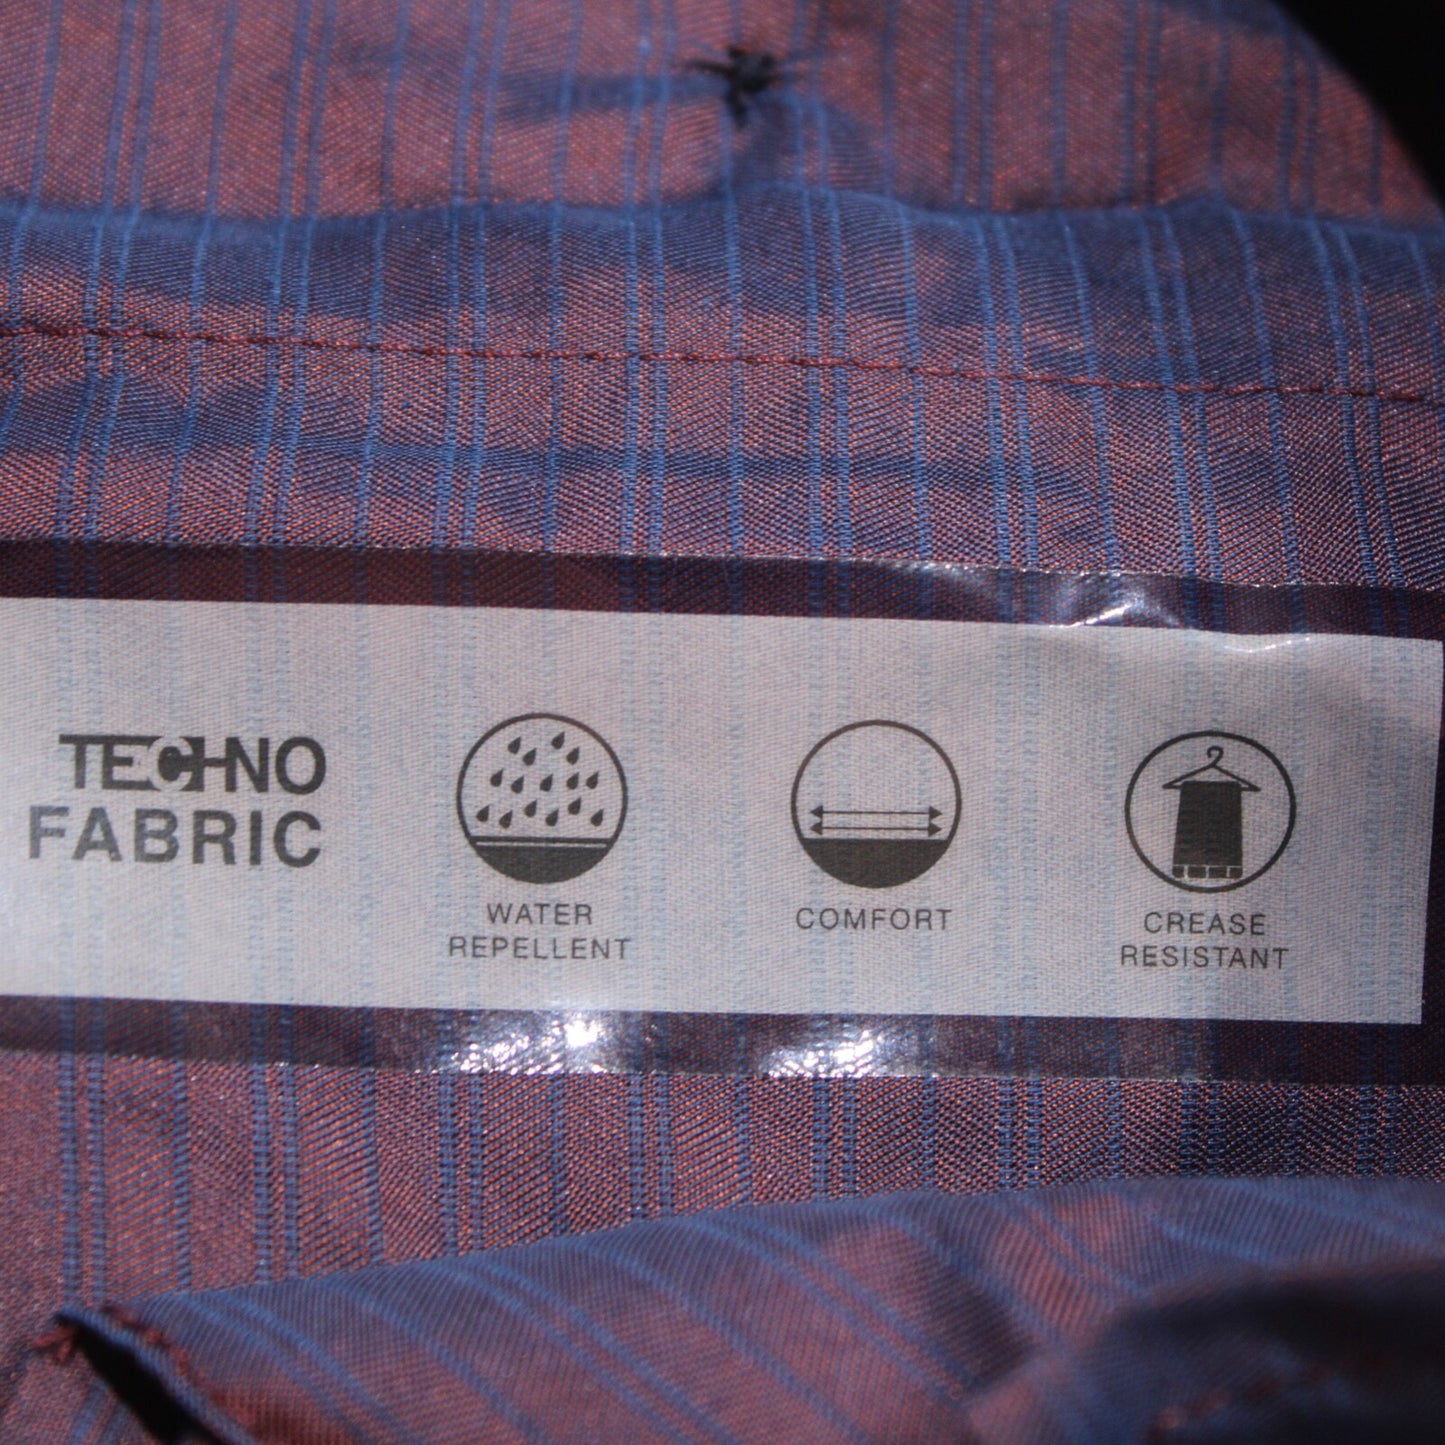 TECHNO
FABRIC
WATER
REPELLENT
COMFORT
CREASE
RESISTANT